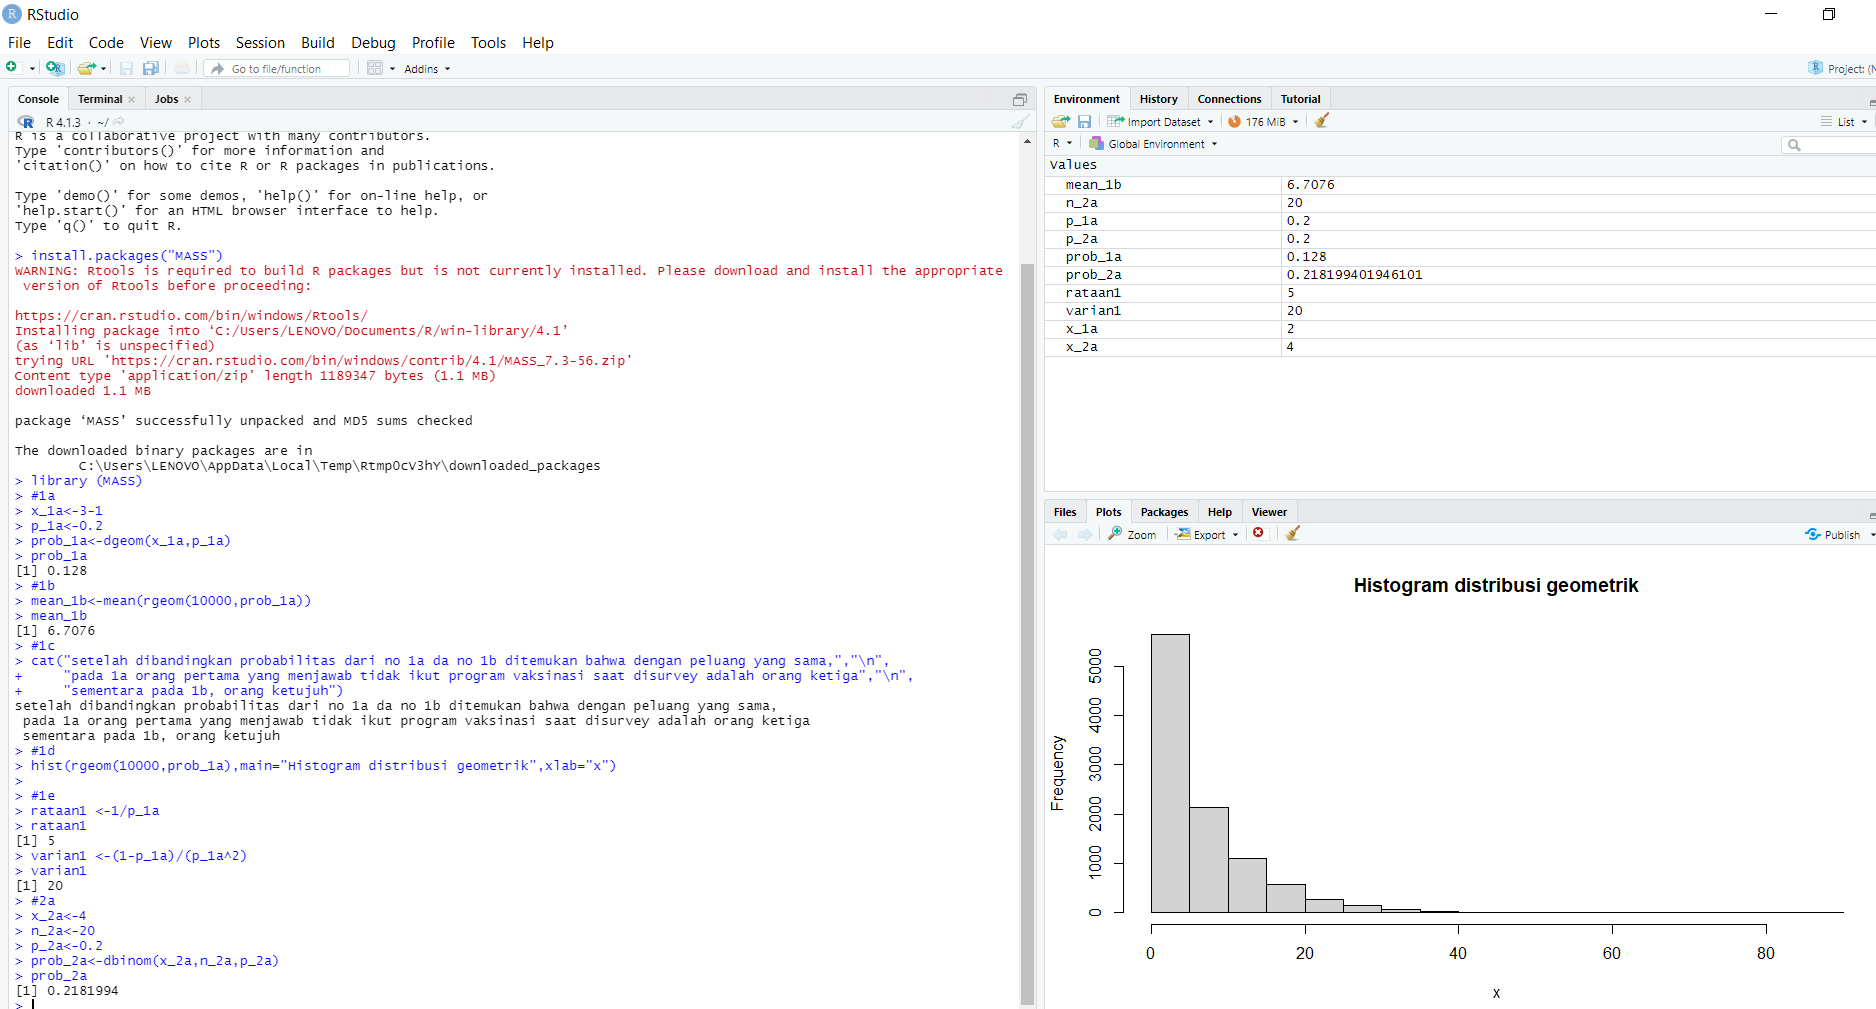 RStudio
File Edit Code View Plots Session Build Debug Profile Tools Help
Go to file/function Addins
Project: (N
Console Terminal Jobs
R 4.1.3 · ~/
R is a collaborative project with many contributors.
Type 'contributors()' for more information and
'citation()' on how to cite R or R packages in publications.
Type 'demo()' for some demos, 'help()' for on-line help, or
'help.start()' for an HTML browser interface to help.
Type 'q()' to quit R.
> install.packages("MASS")
WARNING: Rtools is required to build R packages but is not currently installed. Please download and install the appropriate
version of Rtools before proceeding:
https://cran.rstudio.com/bin/windows/Rtools/
Installing package into ‘C:/Users/LENOVO/Documents/R/win-library/4.1’
(as ‘lib’ is unspecified)
trying URL 'https://cran.rstudio.com/bin/windows/contrib/4.1/MASS_7.3-56.zip'
Content type 'application/zip' length 1189347 bytes (1.1 MB)
downloaded 1.1 MB
package ‘MASS’ successfully unpacked and MD5 sums checked
The downloaded binary packages are in
C:\Users\LENOVO\AppData\Local\Temp\RtmpOcV3hY\downloaded_packages
> library (MASS)
> #1a
> x_1a<-3-1
> p_1a<-0.2
> prob_1a<-dgeom(x_1a,p_1a)
> prob_1a
[1] 0.128
> #1b
> mean_1b<-mean(rgeom(10000,prob_1a))
> mean_1b
[1] 6.7076
> #1c
> cat("setelah dibandingkan probabilitas dari no 1a da no 1b ditemukan bahwa dengan peluang yang sama,","\n",
+ "pada 1a orang pertama yang menjawab tidak ikut program vaksinasi saat disurvey adalah orang ketiga","\n",
+ "sementara pada 1b, orang ketujuh")
setelah dibandingkan probabilitas dari no 1a da no 1b ditemukan bahwa dengan peluang yang sama,
pada 1a orang pertama yang menjawab tidak ikut program vaksinasi saat disurvey adalah orang ketiga
sementara pada 1b, orang ketujuh
> #1d
> hist(rgeom(10000,prob_1a),main="Histogram distribusi geometrik",xlab="x")
>
> #1e
> rataan1 <-1/p_1a
> rataan1
[1] 5
> varian1 <-(1-p_1a)/(p_1a^2)
> varian1
[1] 20
> #2a
> x_2a<-4
> n_2a<-20
> p_2a<-0.2
> prob_2a<-dbinom(x_2a,n_2a,p_2a)
> prob_2a
[1] 0.2181994
>
Environment History Connections Tutorial
Import Dataset 176 MiB List
R Global Environment
Values
mean_1b 6.7076
n_2a 20
p_1a 0.2
p_2a 0.2
prob_1a 0.128
prob_2a 0.218199401946101
rataan1 5
varian1 20
x_1a 2
x_2a 4
Files Plots Packages Help Viewer
Zoom Export Publish
Histogram distribusi geometrik
Frequency
5000
4000
3000
2000
1000
0
0 20 40 60 80
x